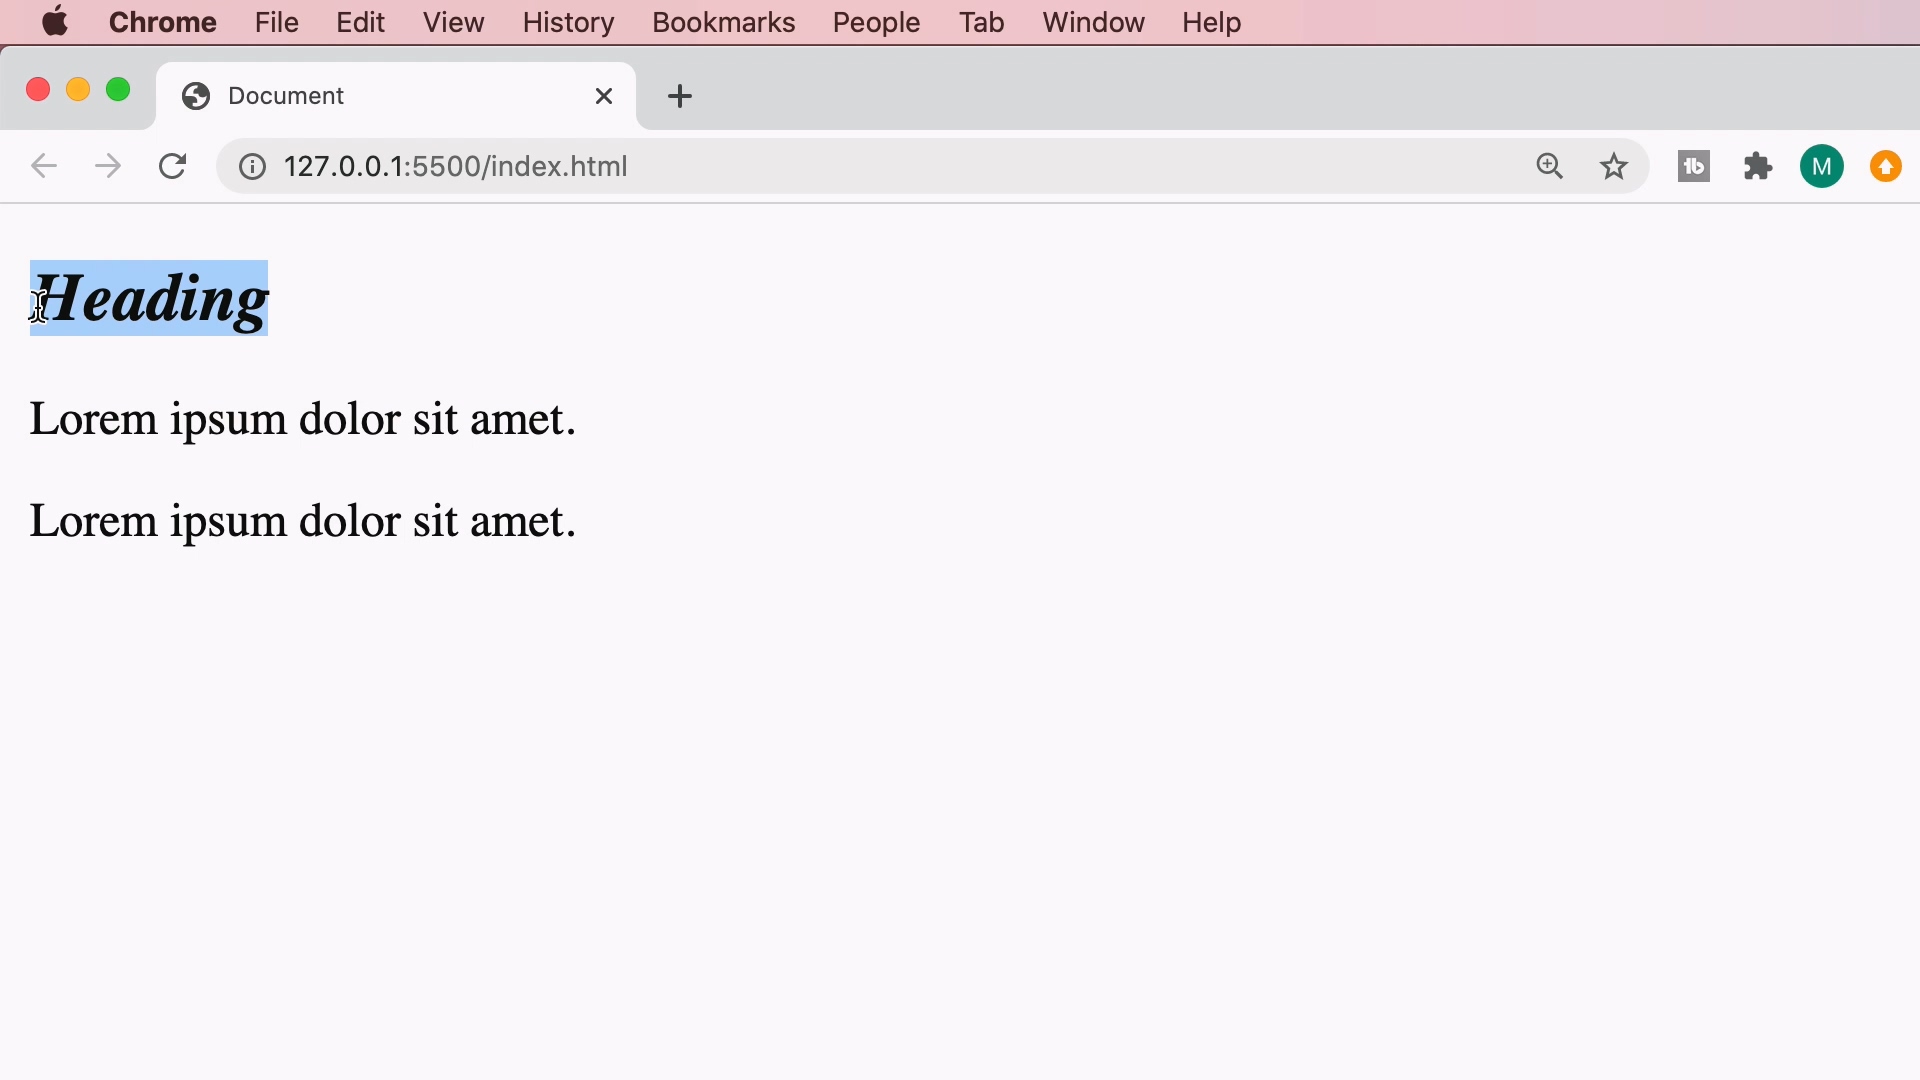 Chrome File Edit View History Bookmarks People Tab Window Help
Document
127.0.0.1:5500/index.html
M
Heading
Lorem ipsum dolor sit amet.
Lorem ipsum dolor sit amet.